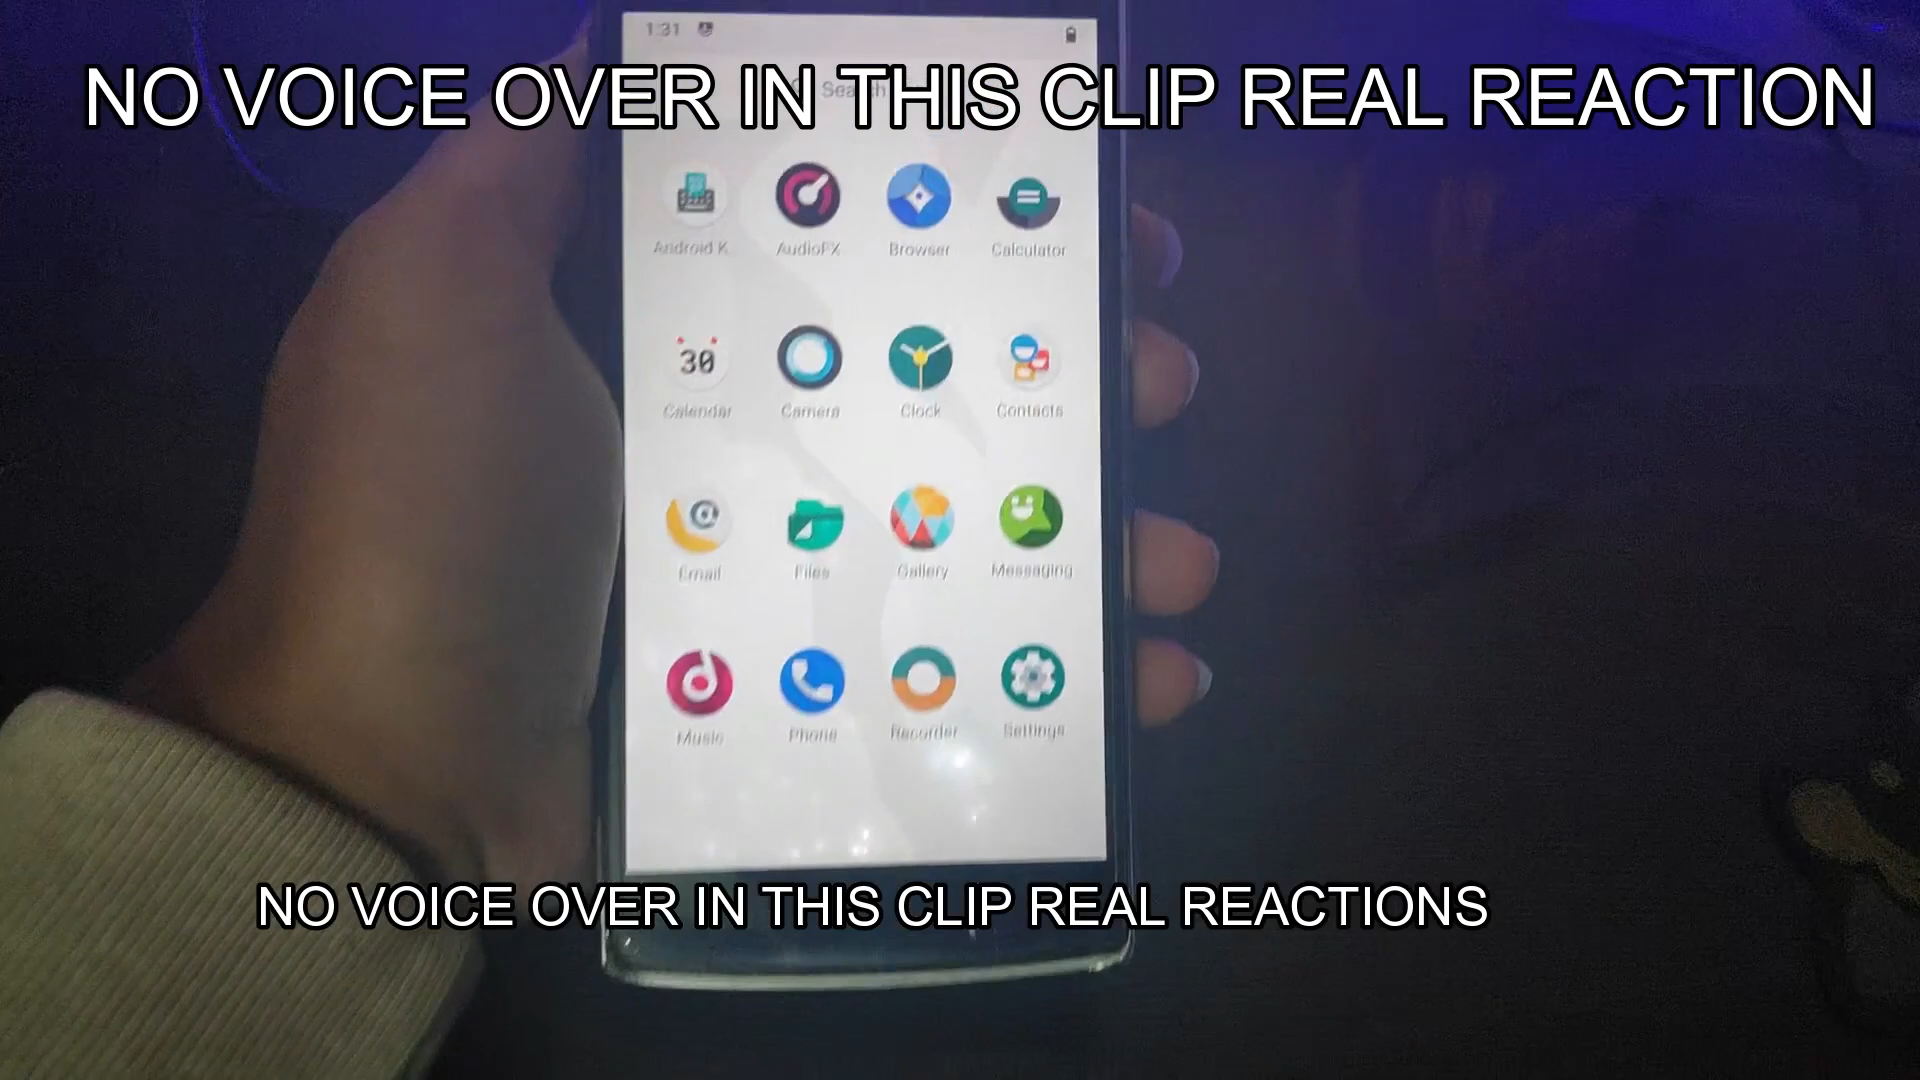 1:31
NO VOICE OVER IN THIS CLIP REAL REACTION
Search
Android K
AudioFX
Browser
Calculator
30
Calendar
Camera
Clock
Contacts
Email
Files
Gallery
Messaging
Music
Phone
Recorder
Settings
NO VOICE OVER IN THIS CLIP REAL REACTIONS